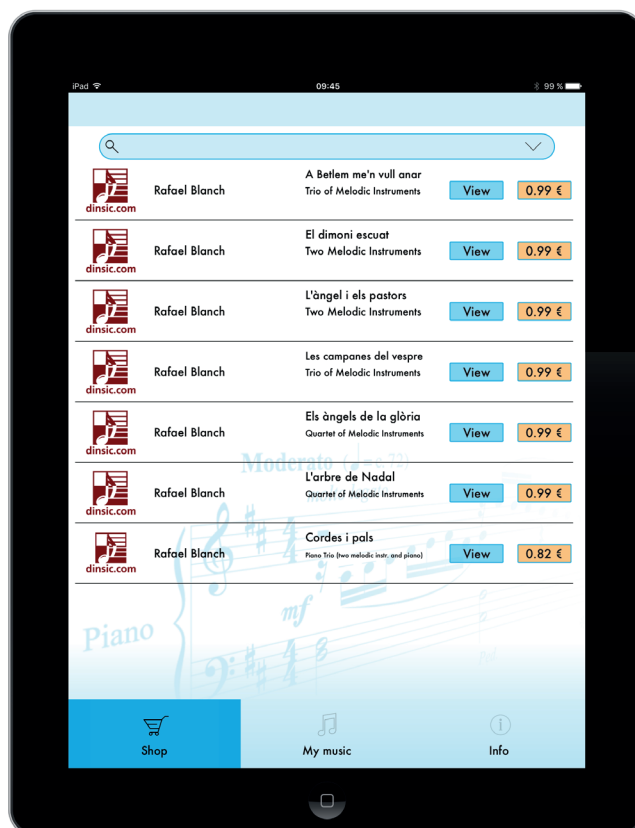 iPad 09:45 99 %
dinsic.com
Rafael Blanch
A Betlem me'n vull anar
Trio of Melodic Instruments
View
0.99 €
dinsic.com
Rafael Blanch
El dimoni escuat
Two Melodic Instruments
View
0.99 €
dinsic.com
Rafael Blanch
L'àngel i els pastors
Two Melodic Instruments
View
0.99 €
dinsic.com
Rafael Blanch
Les campanes del vespre
Trio of Melodic Instruments
View
0.99 €
dinsic.com
Rafael Blanch
Els àngels de la glòria
Quartet of Melodic Instruments
View
0.99 €
Moderato (♩=c.72)
dinsic.com
Rafael Blanch
L'arbre de Nadal
Quartet of Melodic Instruments
View
0.99 €
dinsic.com
Rafael Blanch
Cordes i pals
Piano Trio (two melodic instr. and piano)
View
0.82 €
mf
Piano
Ped
Shop
My music
Info